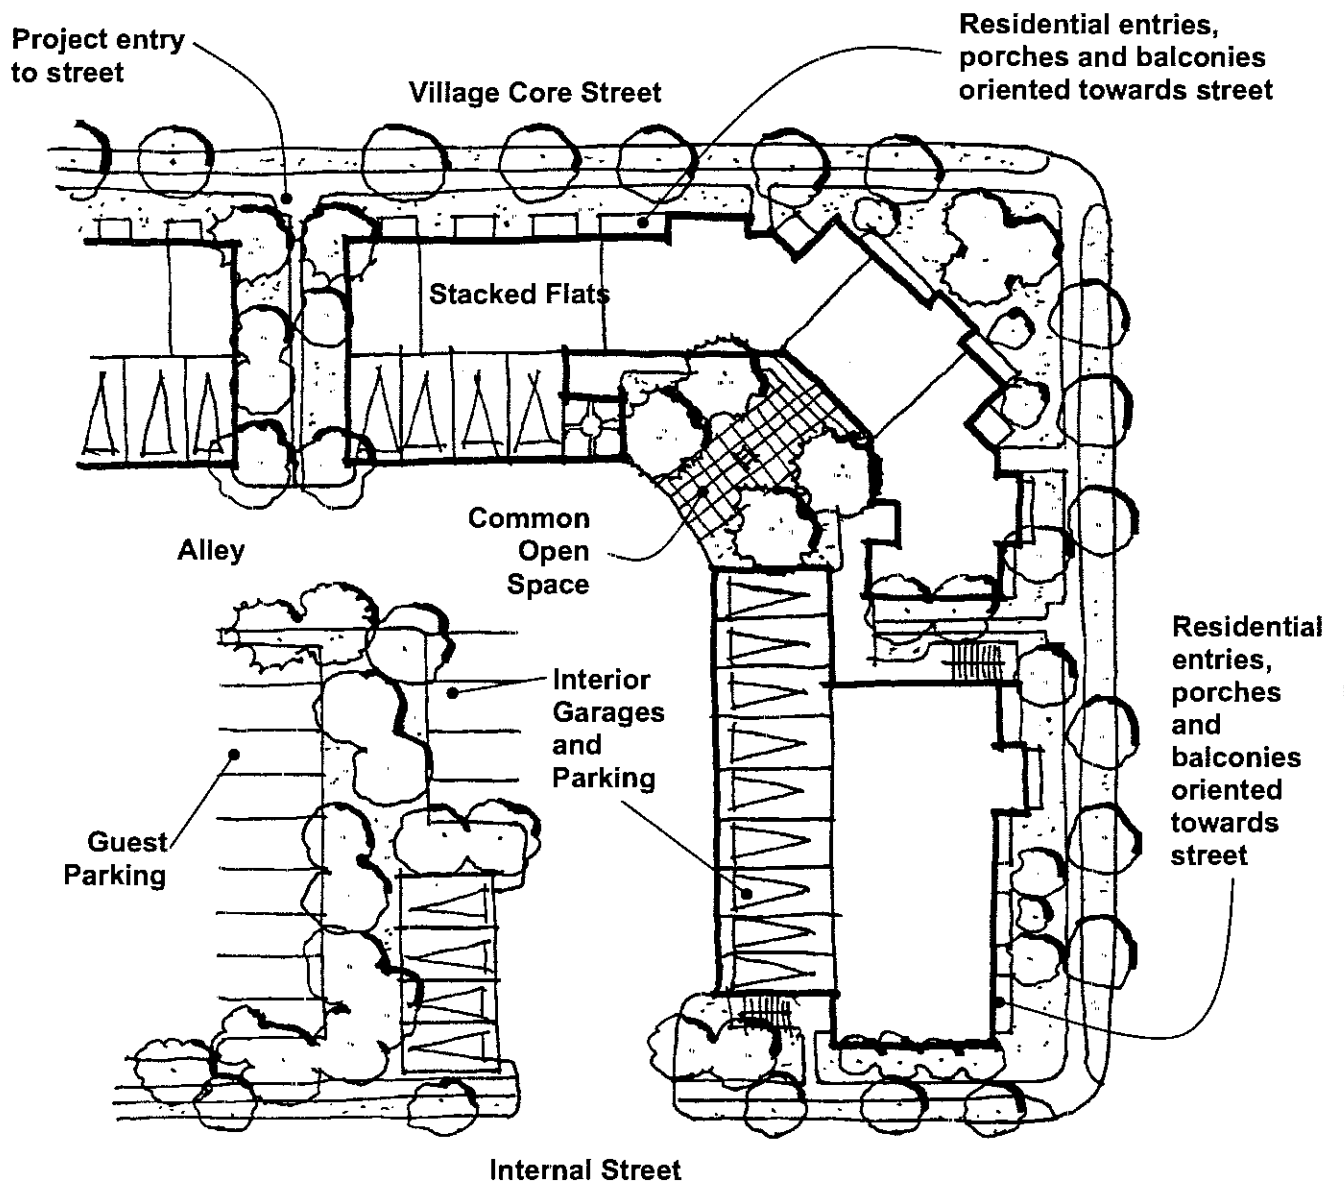 Project entry
to street
Village Core Street
Residential entries,
porches and balconies
oriented towards street
Stacked Flats
Common
Open
Space
Alley
Interior
Garages
and
Parking
Guest
Parking
Residential
entries,
porches
and
balconies
oriented
towards
street
Internal Street